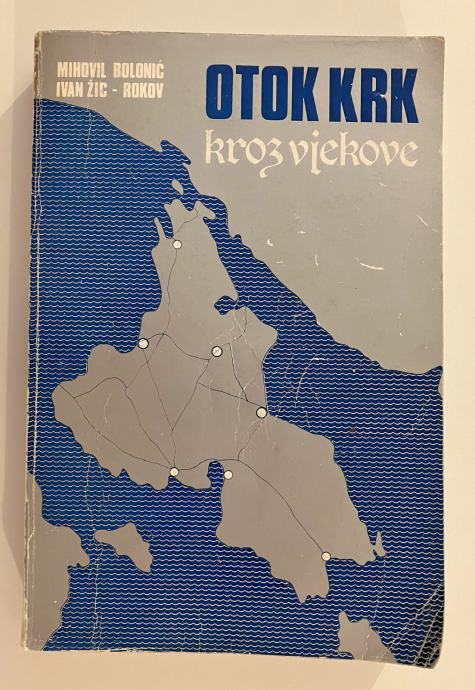 MIHOVIL BOLONIĆ
IVAN ŽIC - ROKOV
OTOK KRK
kroz vjekove